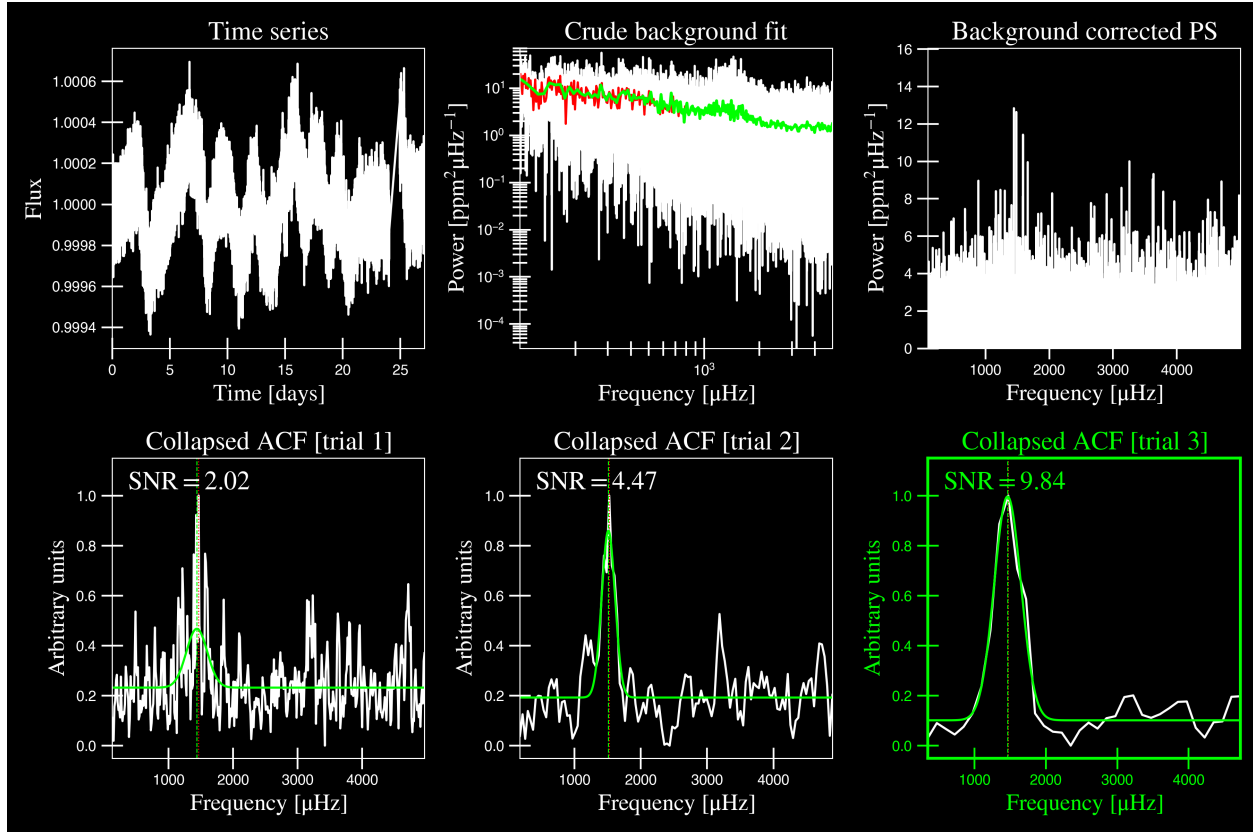 Time series
Flux
1.0006
1.0004
1.0002
1.0000
0.9998
0.9996
0.9994
0 5 10 15 20 25
Time [days]
Crude background fit
Power [ppm²μHz⁻¹]
10¹
10⁰
10⁻¹
10⁻²
10⁻³
10⁻⁴
10³
Frequency [μHz]
Background corrected PS
Power [ppm²μHz⁻¹]
16
14
12
10
8
6
4
2
0
1000 2000 3000 4000
Frequency [μHz]
Collapsed ACF [trial 1]
SNR = 2.02
Arbitrary units
1.0
0.8
0.6
0.4
0.2
0.0
1000 2000 3000 4000
Frequency [μHz]
Collapsed ACF [trial 2]
SNR = 4.47
Arbitrary units
1.0
0.8
0.6
0.4
0.2
0.0
1000 2000 3000 4000
Frequency [μHz]
Collapsed ACF [trial 3]
SNR = 9.84
Arbitrary units
1.0
0.8
0.6
0.4
0.2
0.0
1000 2000 3000 4000
Frequency [μHz]